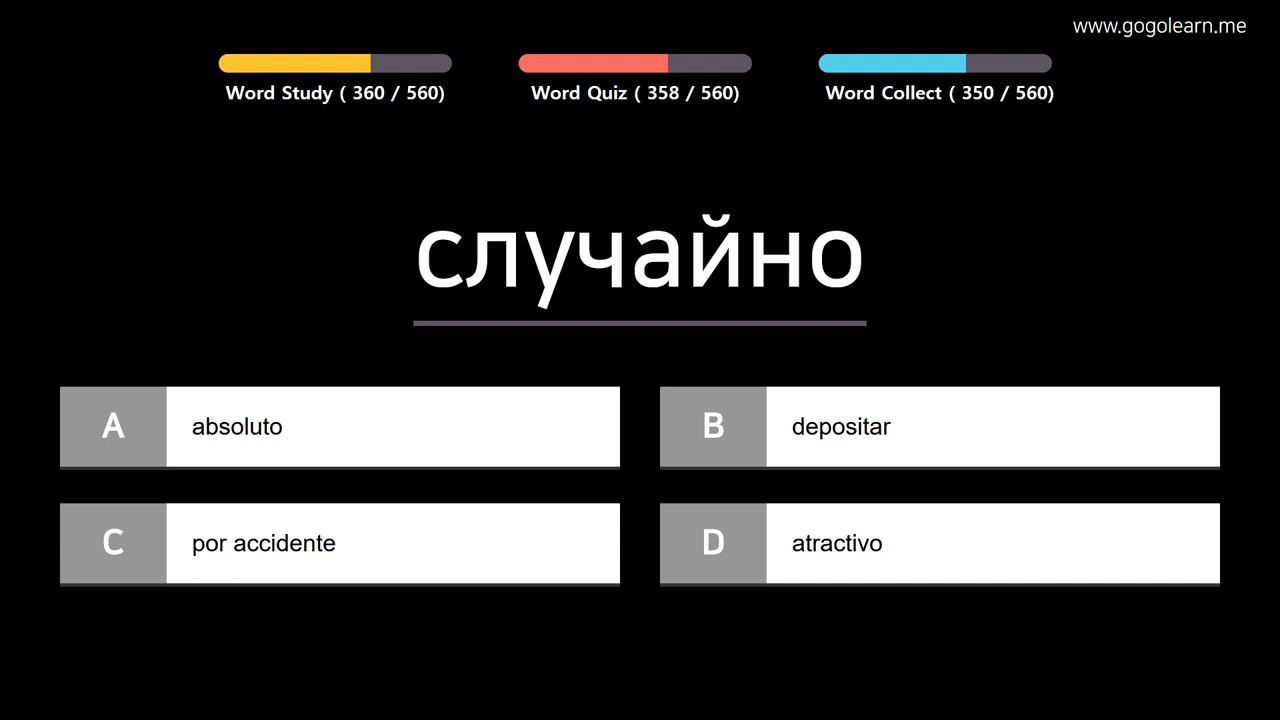 www.gogolearn.me
Word Study ( 360 / 560)
Word Quiz ( 358 / 560)
Word Collect ( 350 / 560)
случайно
A absoluto
B depositar
C por accidente
D atractivo